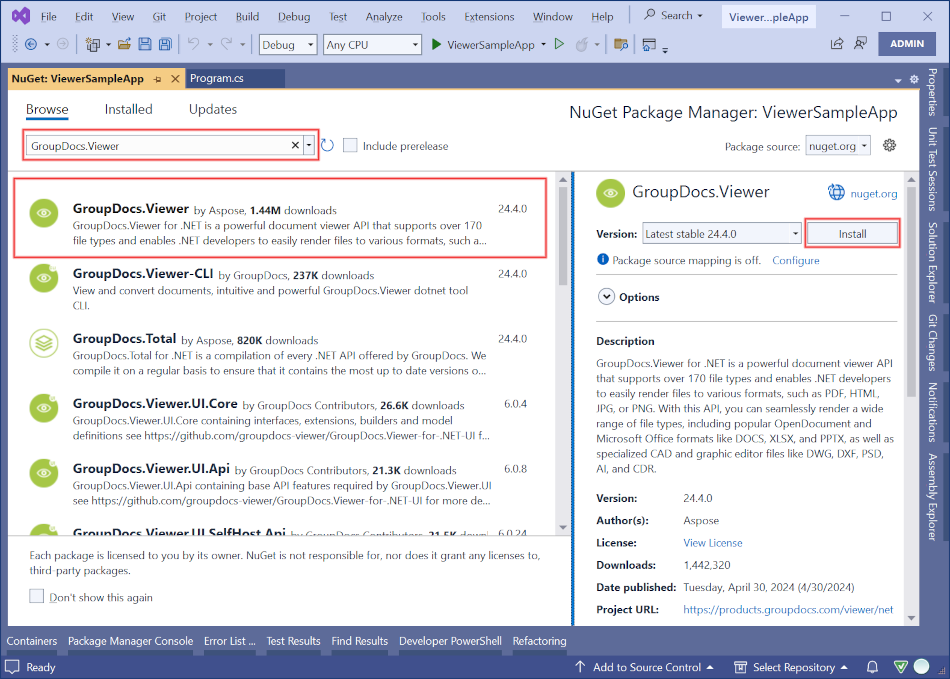 File Edit View Git Project Build Debug Test Analyze Tools Extensions Window Help Search Viewer...pleApp
Debug Any CPU ViewerSampleApp ADMIN
NuGet: ViewerSampleApp Program.cs
Browse Installed Updates
NuGet Package Manager: ViewerSampleApp
GroupDocs.Viewer Include prerelease
Package source: nuget.org
GroupDocs.Viewer by Aspose, 1.44M downloads 24.4.0
GroupDocs.Viewer for .NET is a powerful document viewer API that supports over 170
file types and enables .NET developers to easily render files to various formats, such a...
GroupDocs.Viewer-CLI by GroupDocs, 237K downloads 24.4.0
View and convert documents, intuitive and powerful GroupDocs.Viewer dotnet tool
CLI.
GroupDocs.Total by Aspose, 820K downloads 24.4.0
GroupDocs.Total for .NET is a compilation of every .NET API offered by GroupDocs. We
compile it on a regular basis to ensure that it contains the most up to date versions o...
GroupDocs.Viewer.UI.Core by GroupDocs Contributors, 26.6K downloads 6.0.4
GroupDocs.Viewer.UI.Core containing interfaces, extensions, builders and model
definitions see https://github.com/groupdocs-viewer/GroupDocs.Viewer-for-.NET-UI f...
GroupDocs.Viewer.UI.Api by GroupDocs Contributors, 21.3K downloads 6.0.8
GroupDocs.Viewer.UI.Api containing base API features required by GroupDocs.Viewer.UI
see https://github.com/groupdocs-viewer/GroupDocs.Viewer-for-.NET-UI for more de...
GroupDocs.Viewer.UI.SelfHost.Api by GroupDocs Contributors, 21.5K downl 6.0.24
Each package is licensed to you by its owner. NuGet is not responsible for, nor does it grant any licenses to,
third-party packages.
Don't show this again
GroupDocs.Viewer nuget.org
Version: Latest stable 24.4.0 Install
Package source mapping is off. Configure
Options
Description
GroupDocs.Viewer for .NET is a powerful document viewer API
that supports over 170 file types and enables .NET developers
to easily render files to various formats, such as PDF, HTML,
JPG, or PNG. With this API, you can seamlessly render a wide
range of file types, including popular OpenDocument and
Microsoft Office formats like DOCS, XLSX, and PPTX, as well as
specialized CAD and graphic editor files like DWG, DXF, PSD,
AI, and CDR.
Version: 24.4.0
Author(s): Aspose
License: View License
Downloads: 1,442,320
Date published: Tuesday, April 30, 2024 (4/30/2024)
Project URL: https://products.groupdocs.com/viewer/net
Properties
Unit Test Sessions
Solution Explorer
Git Changes
Notifications
Assembly Explorer
Containers Package Manager Console Error List ... Test Results Find Results Developer PowerShell Refactoring
Ready Add to Source Control Select Repository